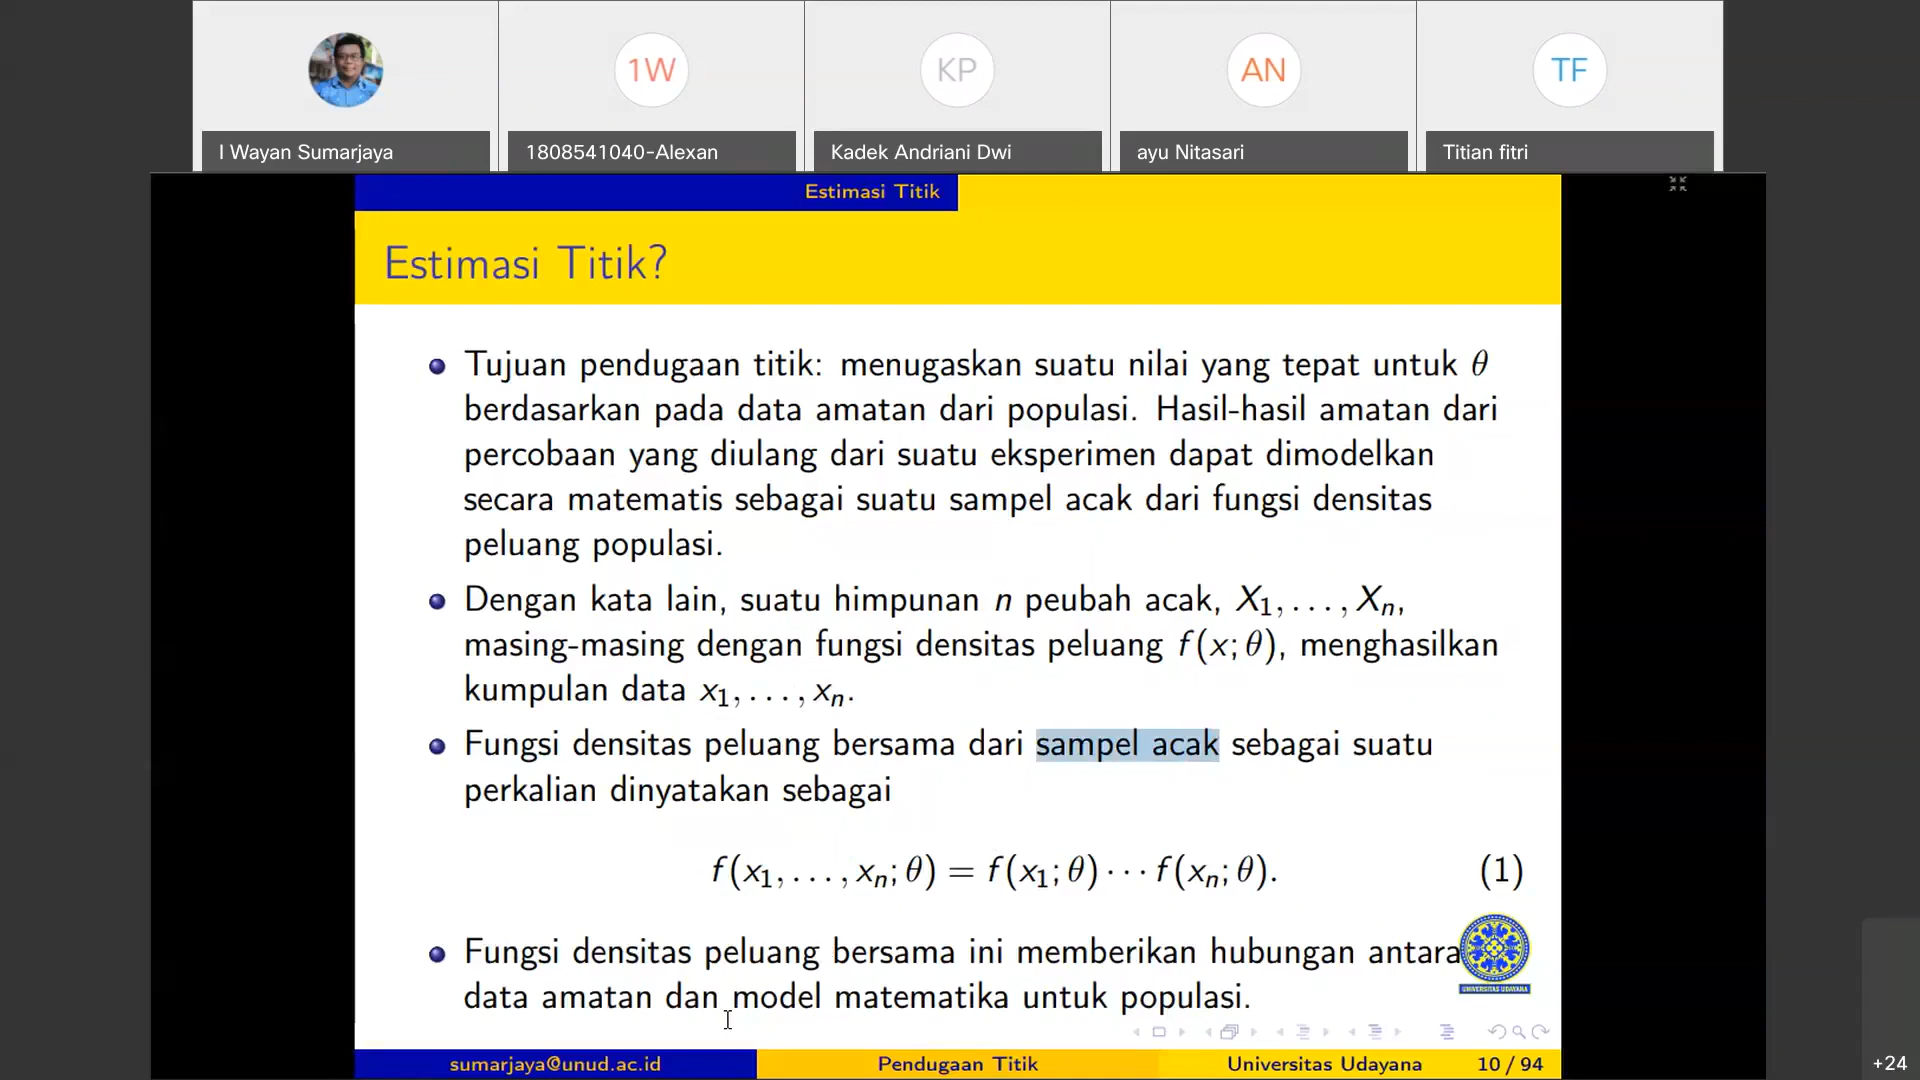 1W
KP
AN
TF
I Wayan Sumarjaya
1808541040-Alexan
Kadek Andriani Dwi
ayu Nitasari
Titian fitri
Estimasi Titik
Estimasi Titik?
Tujuan pendugaan titik: menugaskan suatu nilai yang tepat untuk θ
berdasarkan pada data amatan dari populasi. Hasil-hasil amatan dari
percobaan yang diulang dari suatu eksperimen dapat dimodelkan
secara matematis sebagai suatu sampel acak dari fungsi densitas
peluang populasi.
Dengan kata lain, suatu himpunan n peubah acak, X₁, . . . , Xₙ,
masing-masing dengan fungsi densitas peluang f(x; θ), menghasilkan
kumpulan data x₁, . . . , xₙ.
Fungsi densitas peluang bersama dari sampel acak sebagai suatu
perkalian dinyatakan sebagai
f(x₁, . . . , xₙ; θ) = f(x₁; θ) · · · f(xₙ; θ). (1)
Fungsi densitas peluang bersama ini memberikan hubungan antara
data amatan dan model matematika untuk populasi.
UNIVERSITAS UDAYANA
sumarjaya@unud.ac.id
Pendugaan Titik
Universitas Udayana
10 / 94
+24